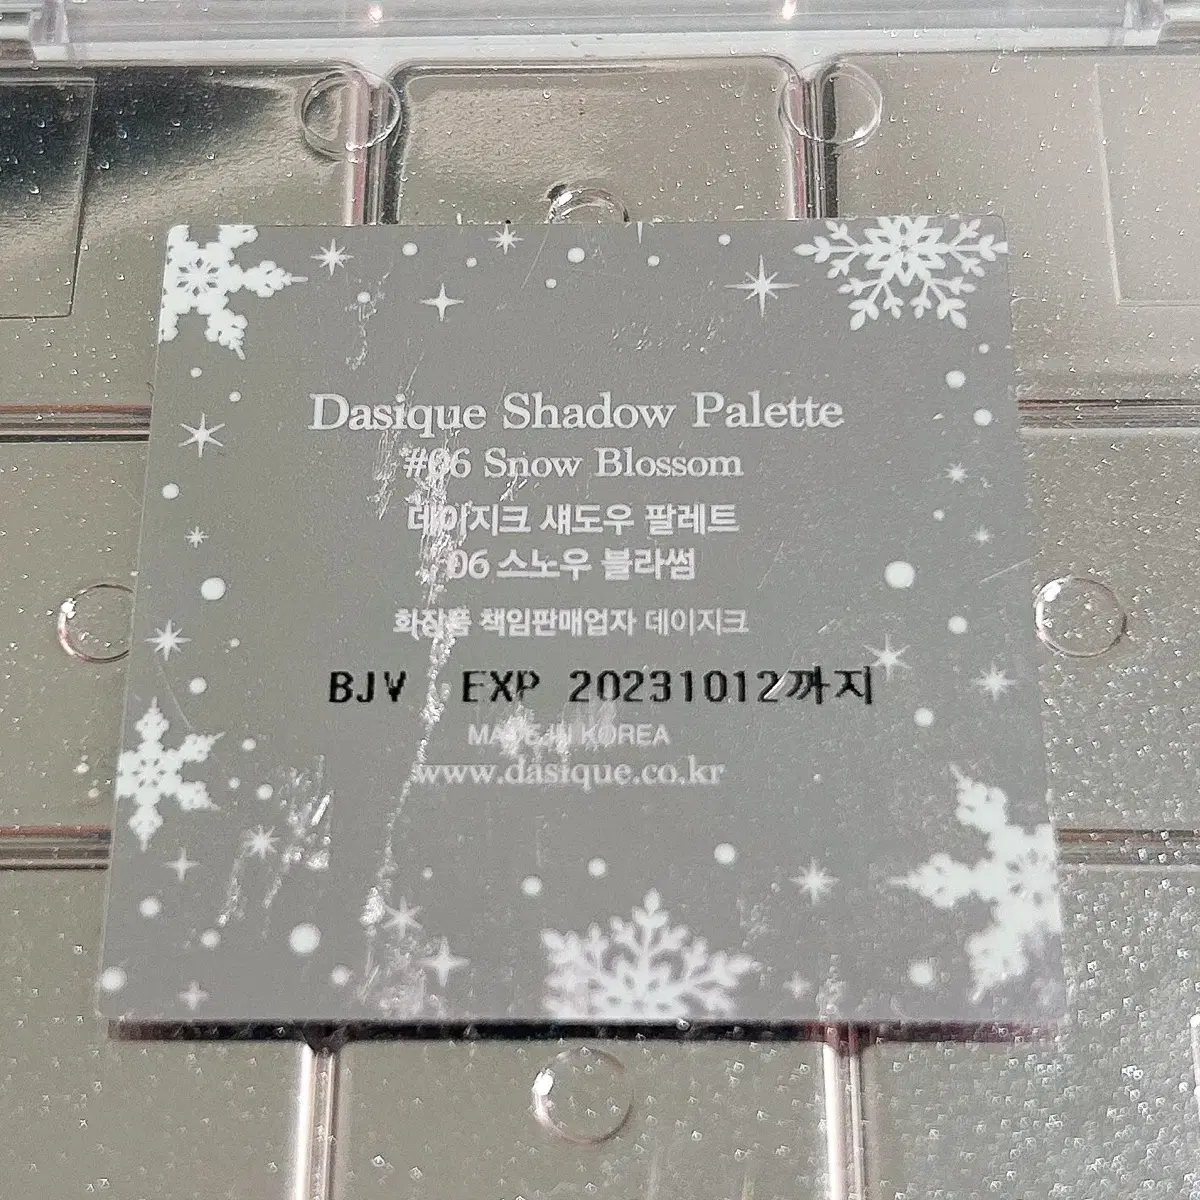 Dasique Shadow Palette
#06 Snow Blossom
데이지크 섀도우 팔레트
06 스노우 블라썸
화장품 책임판매업자 데이지크
BJV EXP 20231012까지
MADE IN KOREA
www.dasique.co.kr